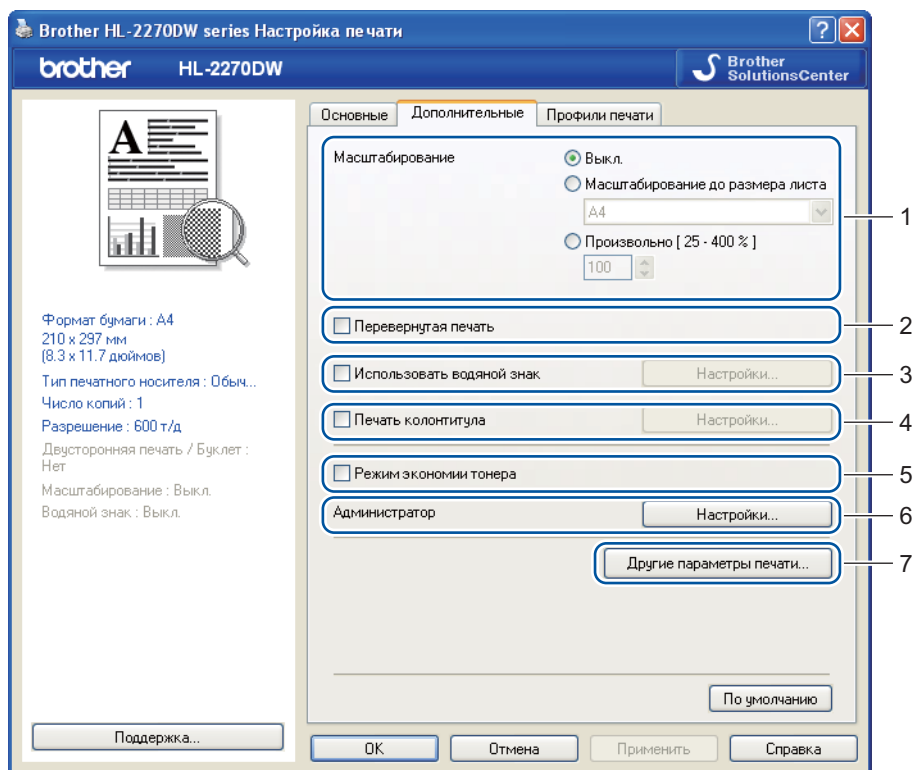 Brother HL-2270DW series Настройка печати
brother HL-2270DW
Brother
SolutionsCenter
Основные Дополнительные Профили печати
A
Масштабирование
Выкл.
Масштабирование до размера листа
A4
1
Произвольно [ 25 - 400 % ]
100
Формат бумаги : A4
210 x 297 мм
(8.3 x 11.7 дюймов)
Тип печатного носителя : Обыч...
Число копий : 1
Разрешение : 600 т/д
Двусторонняя печать / Буклет :
Нет
Масштабирование : Выкл.
Водяной знак : Выкл.
Перевернутая печать
2
Использовать водяной знак Настройки...
3
Печать колонтитула Настройки...
4
Режим экономии тонера
5
Администратор Настройки...
6
Другие параметры печати...
7
По умолчанию
Поддержка...
OK Отмена Применить Справка